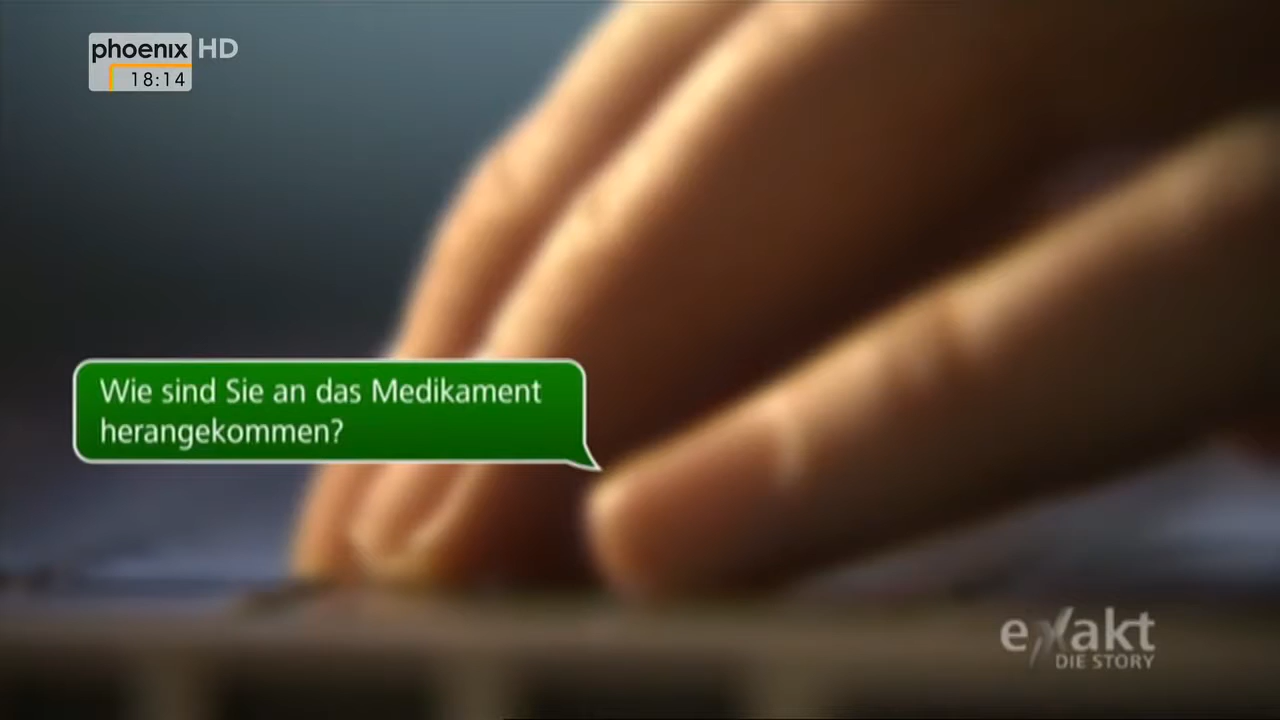 phoenix HD
18:14
Wie sind Sie an das Medikament
herangekommen?
exakt
DIE STORY